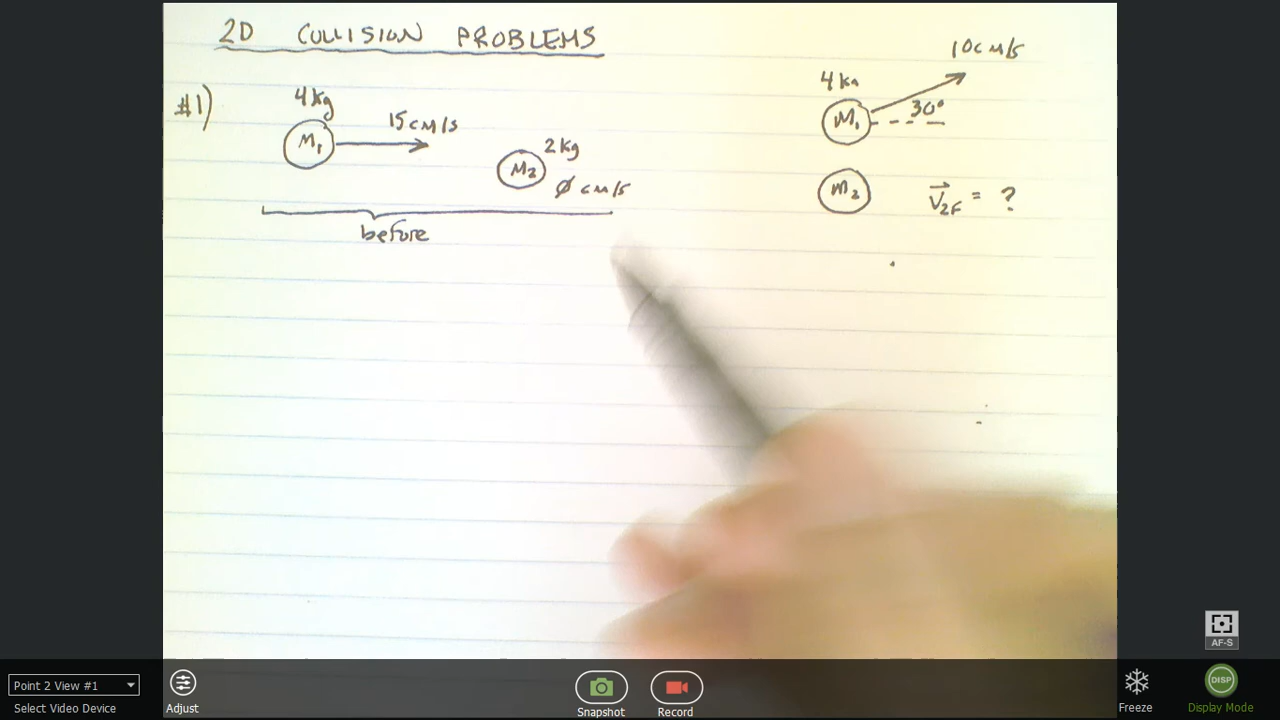 2D COLLISION PROBLEMS
#1)
4kg
M1
15cm/s
M2
2kg
Ø cm/s
before
4kg
M1
10cm/s
30°
M2
V2F = ?
AF-S
Point 2 View #1
Select Video Device
Adjust
Snapshot
Record
Freeze
DISP
Display Mode